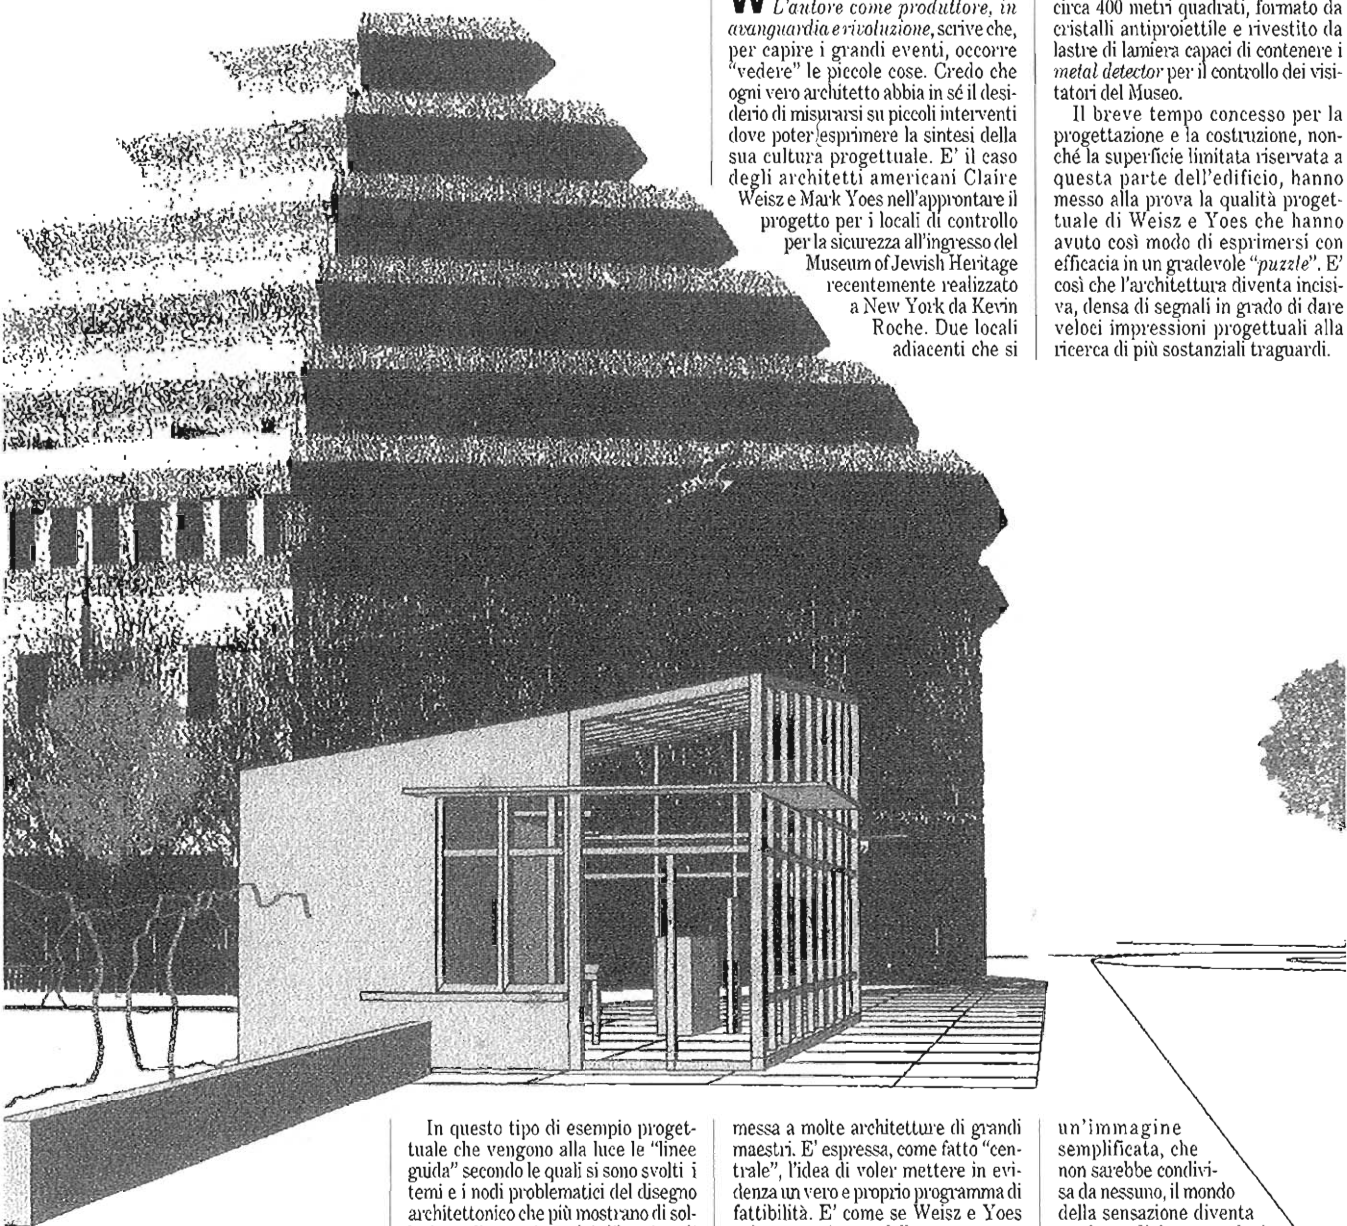 W L'autore come produttore, in
avanguardia e rivoluzione, scrive che,
per capire i grandi eventi, occorre
“vedere” le piccole cose. Credo che
ogni vero architetto abbia in sé il desi-
derio di misurarsi su piccoli interventi
dove poter esprimere la sintesi della
sua cultura progettuale. E' il caso
degli architetti americani Claire
Weisz e Mark Yoes nell'approntare il
progetto per i locali di controllo
per la sicurezza all'ingresso del
Museum of Jewish Heritage
recentemente realizzato
a New York da Kevin
Roche. Due locali
adiacenti che si
circa 400 metri quadrati, formato da
cristalli antiproiettile e rivestito da
lastre di lamiera capaci di contenere i
metal detector per il controllo dei visi-
tatori del Museo.
Il breve tempo concesso per la
progettazione e la costruzione, non-
ché la superficie limitata riservata a
questa parte dell'edificio, hanno
messo alla prova la qualità proget-
tuale di Weisz e Yoes che hanno
avuto così modo di esprimersi con
efficacia in un gradevole “puzzle”. E'
così che l'architettura diventa incisi-
va, densa di segnali in grado di dare
veloci impressioni progettuali alla
ricerca di più sostanziali traguardi.
In questo tipo di esempio proget-
tuale che vengono alla luce le “linee
guida” secondo le quali si sono svolti i
temi e i nodi problematici del disegno
architettonico che più mostrano di sol-
messa a molte architetture di grandi
maestri. E' espressa, come fatto “cen-
trale”, l'idea di voler mettere in evi-
denza un vero e proprio programma di
fattibilità. E' come se Weisz e Yoes
un'immagine
semplificata, che
non sarebbe condivi-
sa da nessuno, il mondo
della sensazione diventa